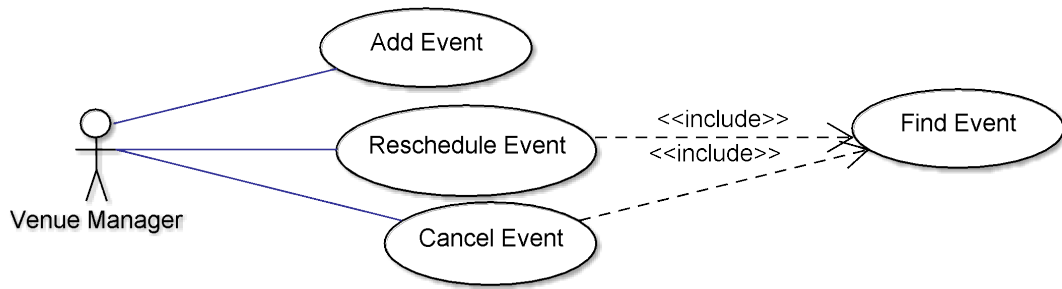 Add Event
<<include>>
Find Event
Reschedule Event
<<include>>
Venue Manager
Cancel Event